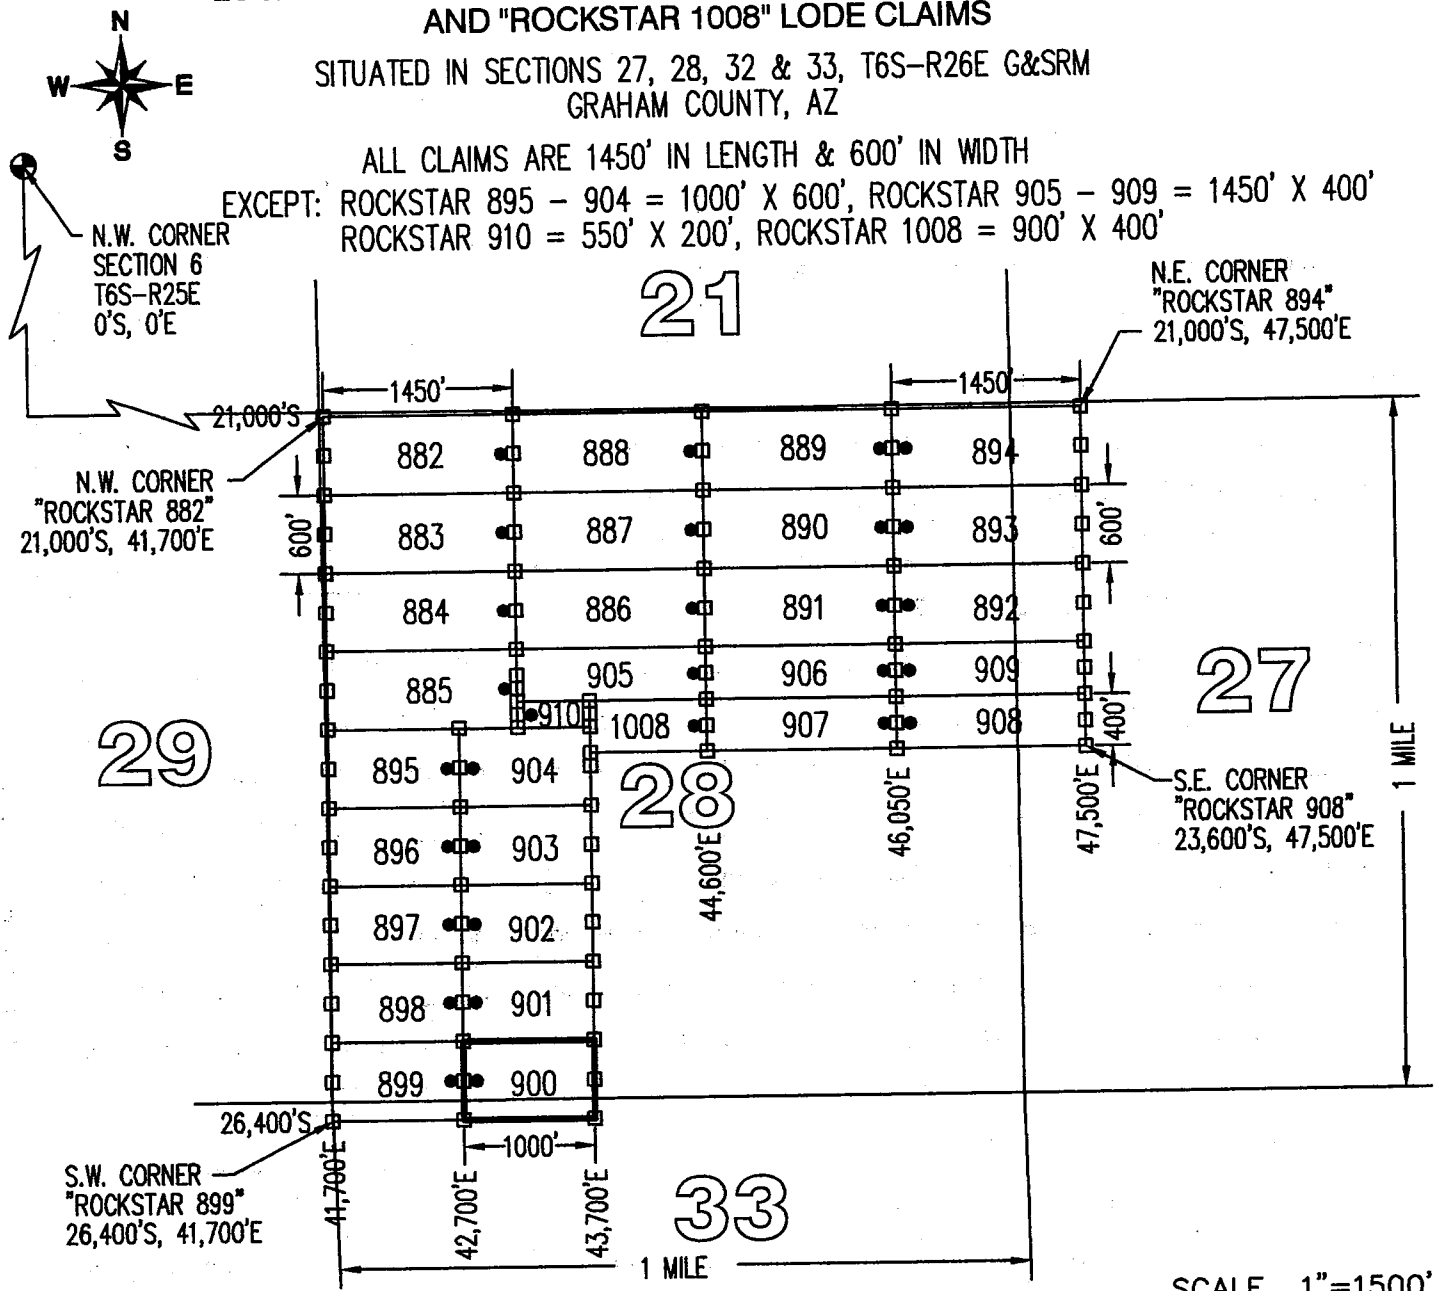 AND "ROCKSTAR 1008" LODE CLAIMS
N
W E
S
SITUATED IN SECTIONS 27, 28, 32 & 33, T6S-R26E G&SRM
GRAHAM COUNTY, AZ
ALL CLAIMS ARE 1450' IN LENGTH & 600' IN WIDTH
EXCEPT: ROCKSTAR 895 - 904 = 1000' X 600', ROCKSTAR 905 - 909 = 1450' X 400'
ROCKSTAR 910 = 550' X 200', ROCKSTAR 1008 = 900' X 400'
N.W. CORNER
SECTION 6
T6S-R25E
0'S, 0'E
21
N.E. CORNER
"ROCKSTAR 894"
21,000'S, 47,500'E
1450' 1450'
21,000'S
N.W. CORNER
"ROCKSTAR 882"
21,000'S, 41,700'E
882 888 889 894
600' 883 887 890 893 600'
884 886 891 892
885 905 906 909
910 1008 907 908 400'
27
29
28
1 MILE
895 904
896 903
897 902
898 901
899 900
44,600'E
46,050'E
47,500'E
S.E. CORNER
"ROCKSTAR 908"
23,600'S, 47,500'E
26,400'S
1000'
S.W. CORNER
"ROCKSTAR 899"
26,400'S, 41,700'E
41,700'E
42,700'E
43,700'E
33
1 MILE
SCALE 1"=1500'